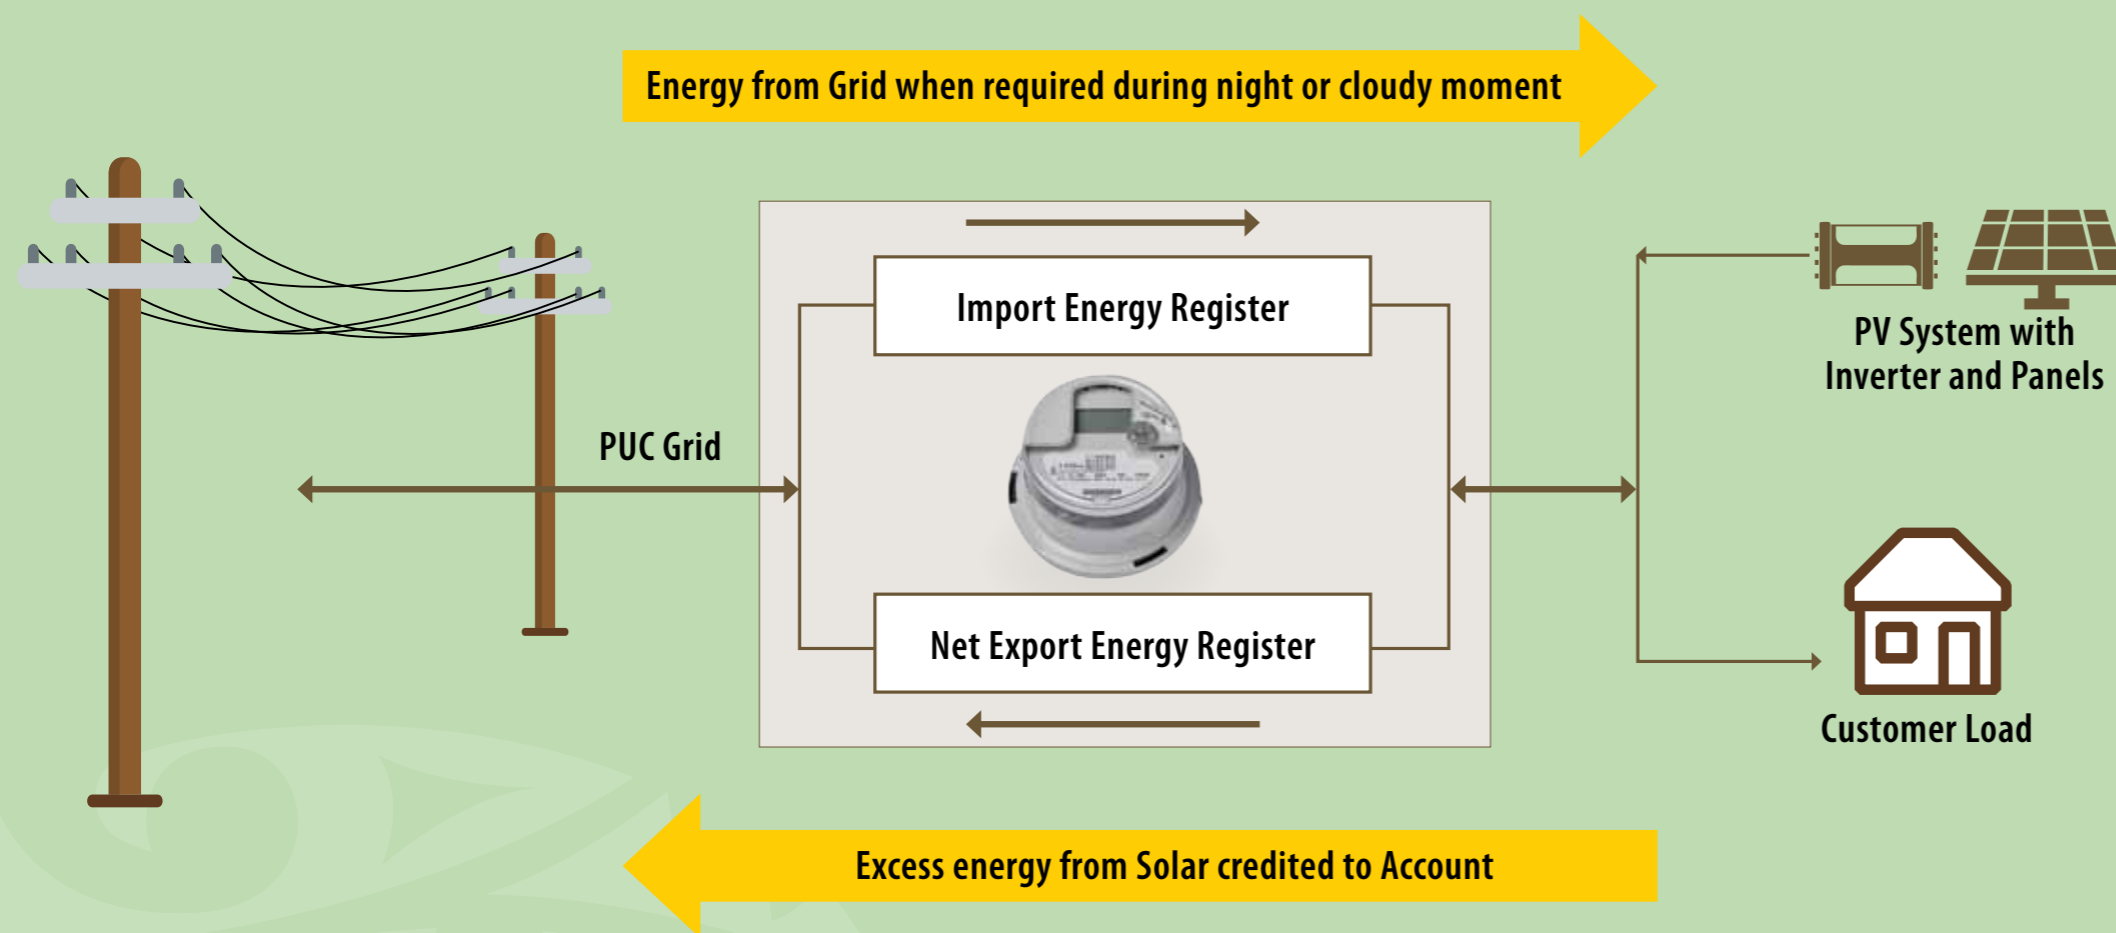 Energy from Grid when required during night or cloudy moment
Import Energy Register
PV System with
Inverter and Panels
PUC Grid
Net Export Energy Register
Customer Load
Excess energy from Solar credited to Account